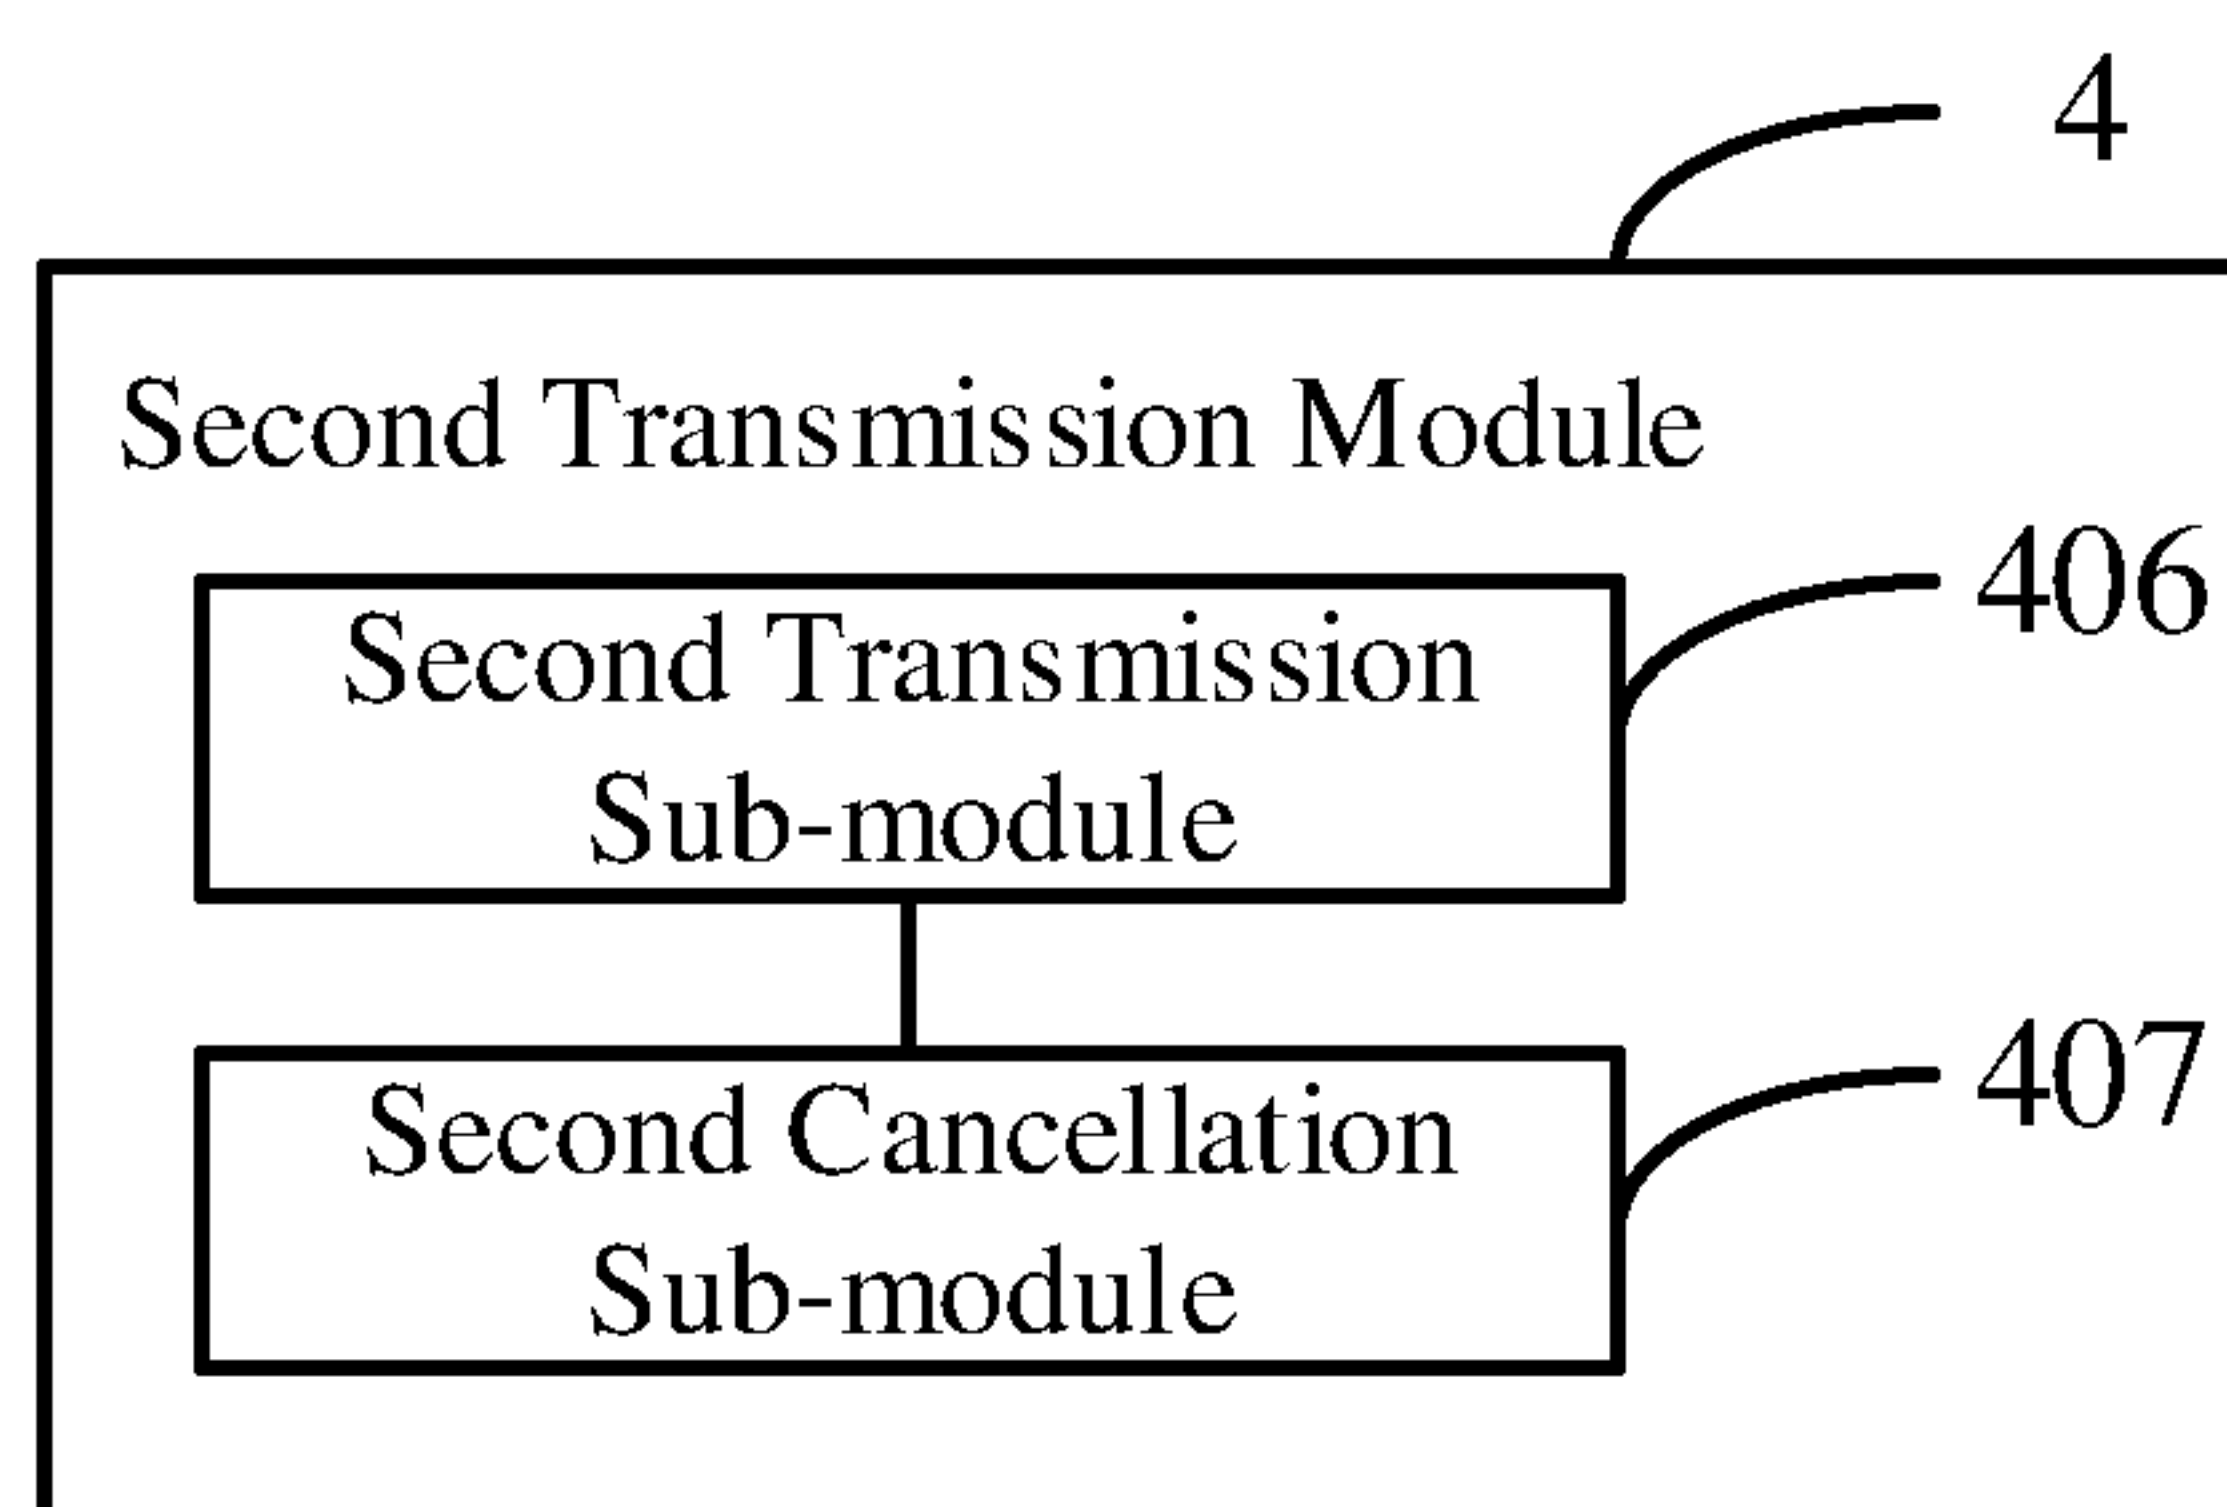 4
Second Transmission Module
406
Second Transmission
Sub-module
407
Second Cancellation
Sub-module